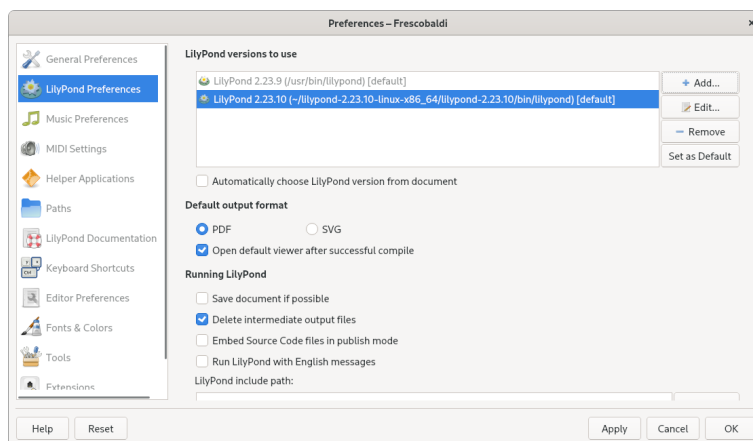 Preferences – Frescobaldi
General Preferences
LilyPond Preferences
Music Preferences
MIDI Settings
Helper Applications
Paths
LilyPond Documentation
Keyboard Shortcuts
Editor Preferences
Fonts & Colors
Tools
Extensions
LilyPond versions to use
LilyPond 2.23.9 (/usr/bin/lilypond) [default]
LilyPond 2.23.10 (~/lilypond-2.23.10-linux-x86_64/lilypond-2.23.10/bin/lilypond) [default]
Add...
Edit...
Remove
Set as Default
Automatically choose LilyPond version from document
Default output format
PDF
SVG
Open default viewer after successful compile
Running LilyPond
Save document if possible
Delete intermediate output files
Embed Source Code files in publish mode
Run LilyPond with English messages
LilyPond include path:
Help
Reset
Apply
Cancel
OK